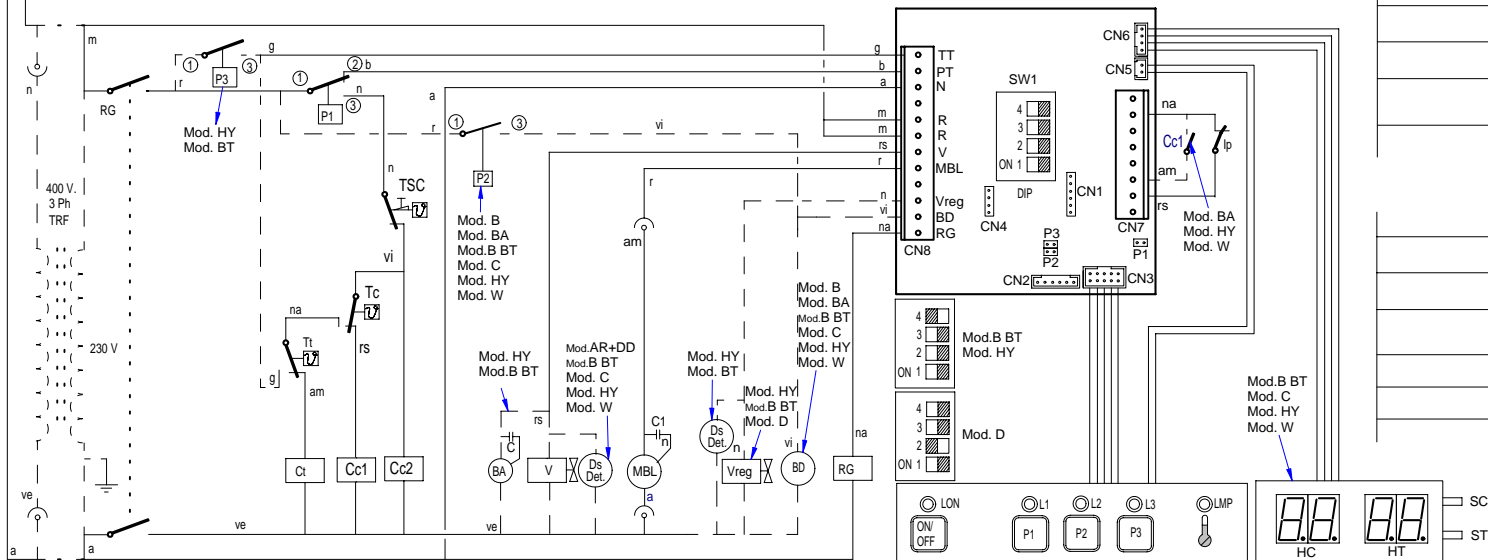 m
n
ve
a
a
400 V.
3 Ph
TRF
230 V
RG
1
3
r
P3
g
Mod. HY
Mod. BT
1
2 b
n
3
P1
a
r
1
3
vi
P2
Mod. B
Mod. BA
Mod.B BT
Mod. C
Mod. HY
Mod. W
n
TSC
vi
Tc
rs
na
Tt
g
am
Ct
Cc1
Cc2
ve
Mod. HY
Mod.B BT
rs
C
BA
V
Ds
Det.
Mod.AR+DD
Mod.B BT
Mod. C
Mod. HY
Mod. W
ve
r
am
C1
n
MBL
a
Mod. HY
Mod. BT
Ds
Det.
n
Mod. HY
Mod.B BT
Mod. D
Vreg
Mod. B
Mod. BA
Mod.B BT
Mod. C
Mod. HY
Mod. W
vi
BD
na
RG
g
b
a
m
m
rs
r
n
vi
na
TT
PT
N
R
R
V
MBL
Vreg
BD
RG
CN8
SW1
4
3
2
ON 1
DIP
CN6
CN5
CN4
CN1
CN7
P3
P2
P1
CN2
CN3
na
Cc1
Ip
am
rs
Mod. BA
Mod. HY
Mod. W
4
3
2
ON 1
Mod.B BT
Mod. HY
4
3
2
ON 1
Mod. D
LON
L1
L2
L3
LMP
ON/
OFF
P1
P2
P3
Mod.B BT
Mod. C
Mod. HY
Mod. W
8.8.
8.8.
HC
HT
SC
ST